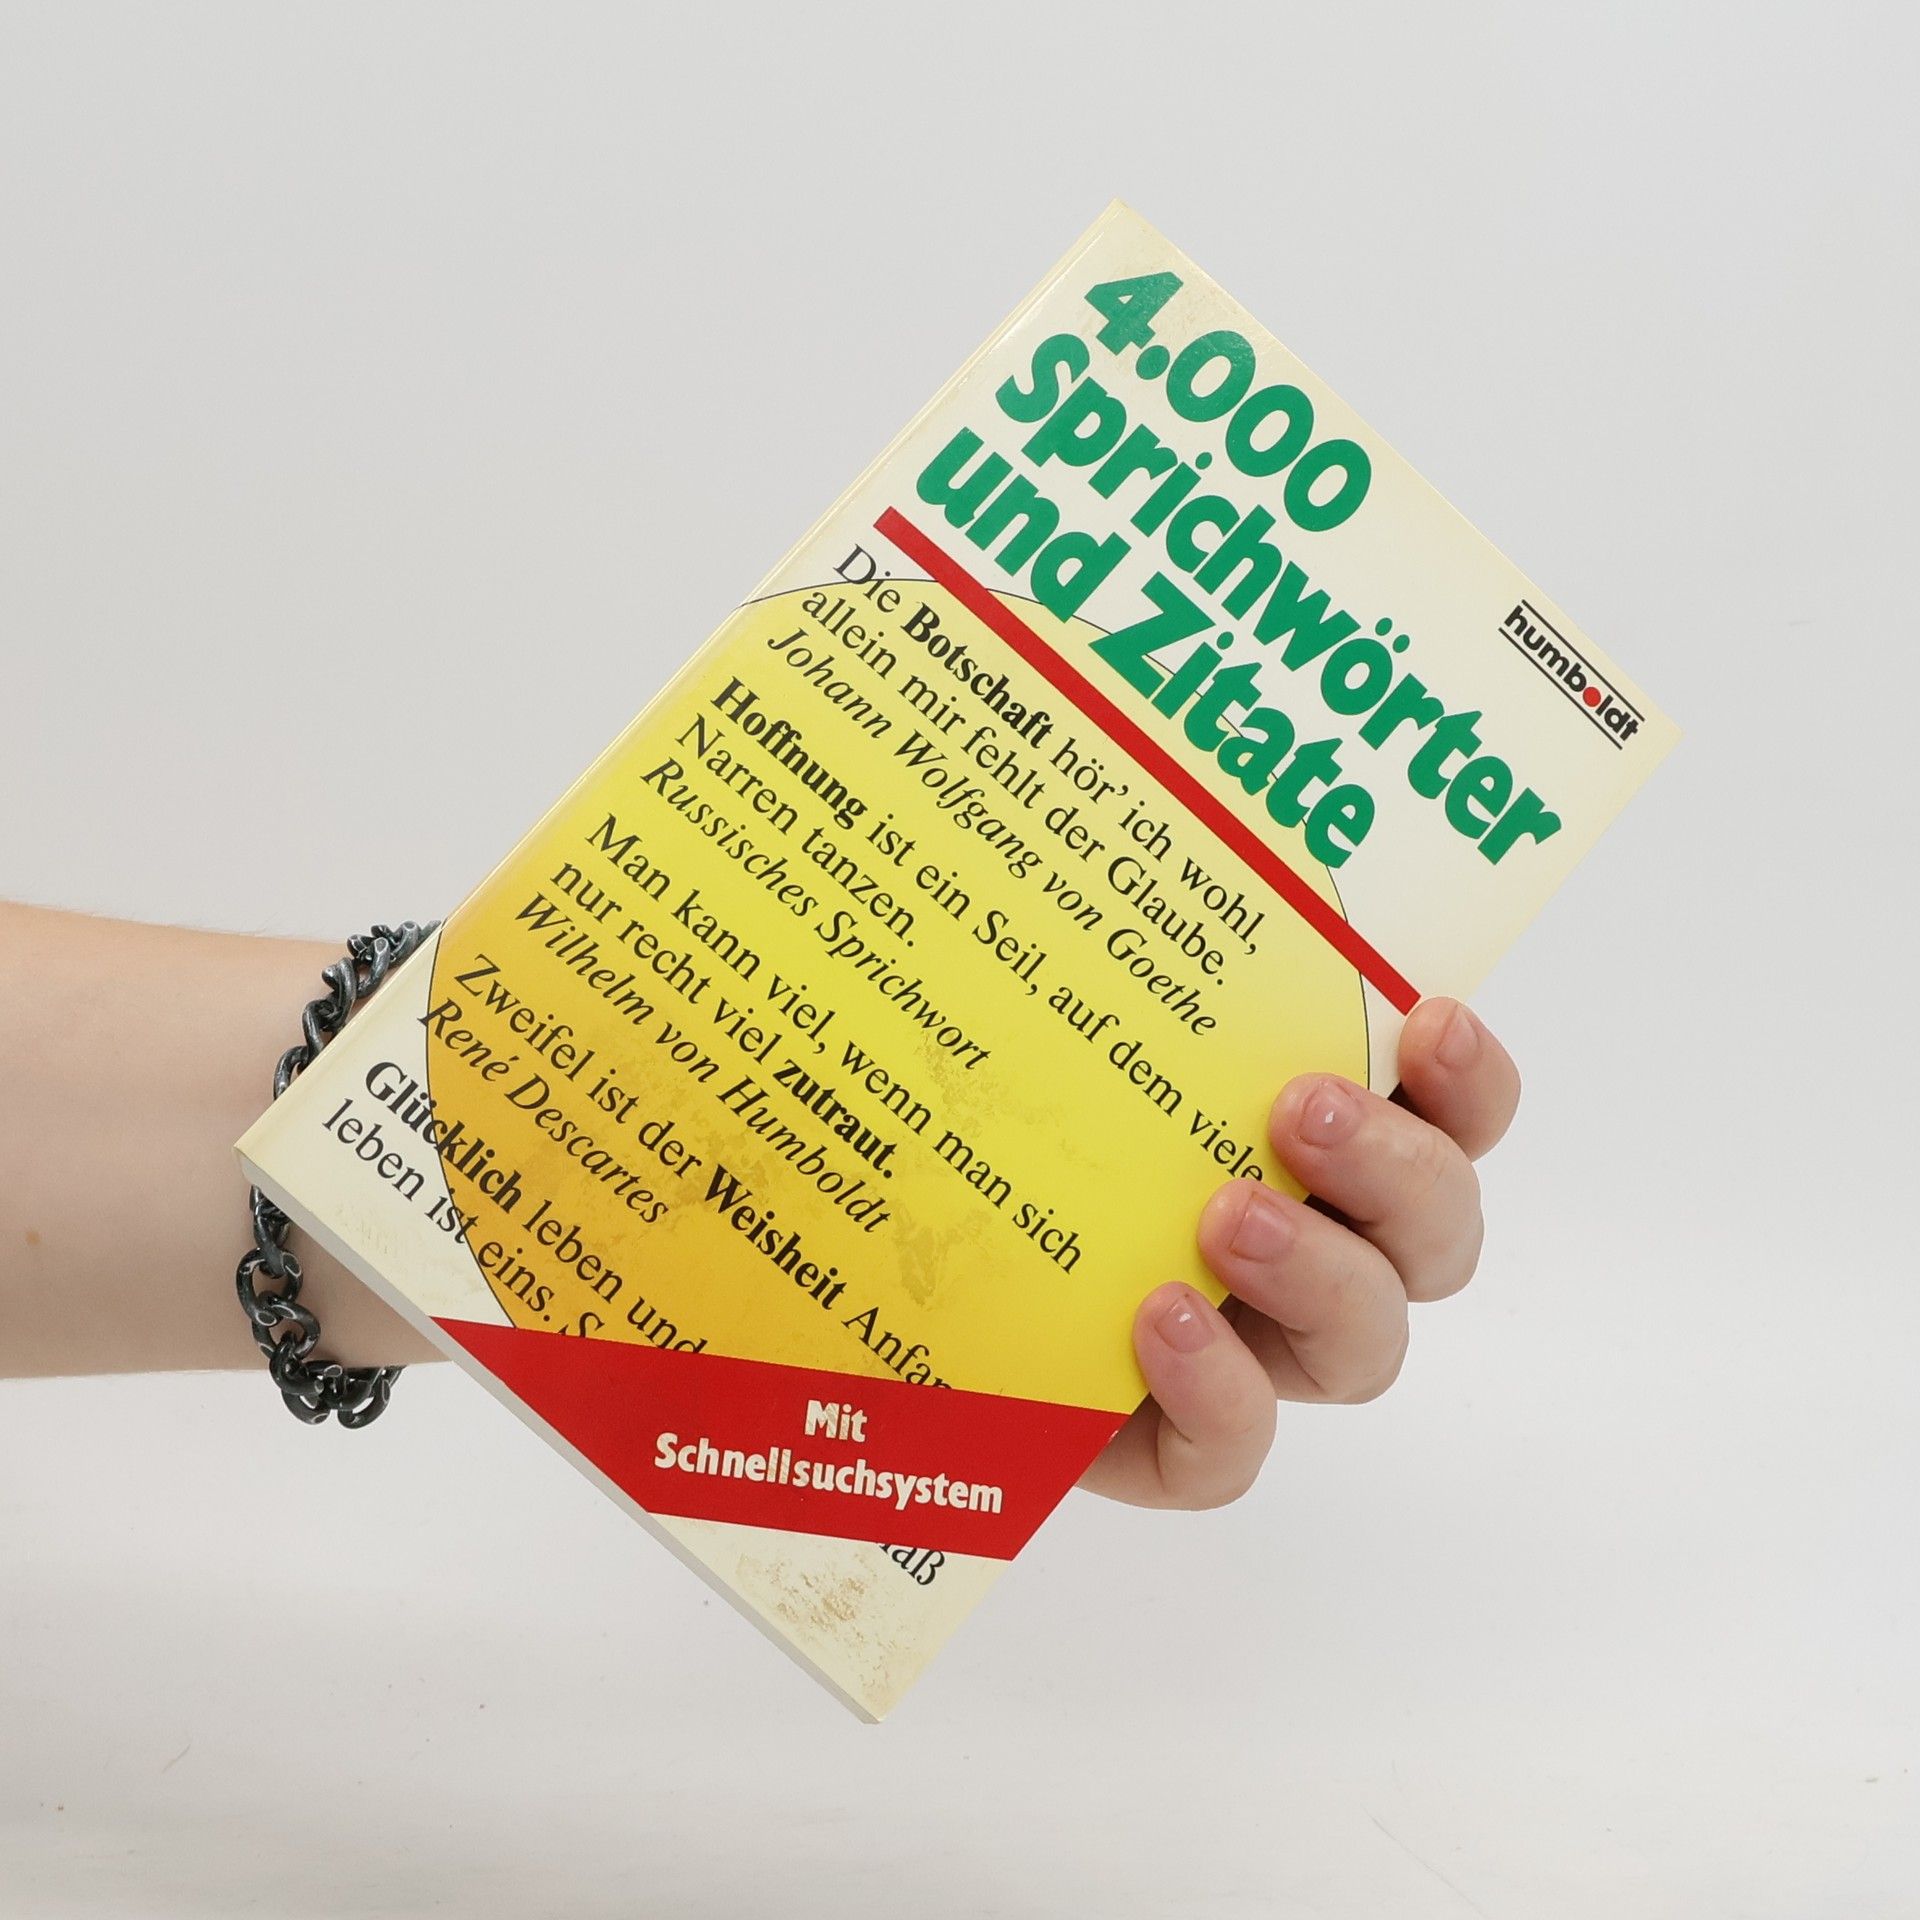 4.000
Sprichwörter
und Zitate
humboldt
Die Botschaft hör' ich wohl,
allein mir fehlt der Glaube.
Johann Wolfgang von Goethe
Hoffnung ist ein Seil, auf dem viele
Narren tanzen.
Russisches Sprichwort
Man kann viel, wenn man sich
nur recht viel zutraut.
Wilhelm von Humboldt
Zweifel ist der Weisheit
René Descartes
Glücklich leben und
leben ist eins.
Mit
Schnellsuchsystem